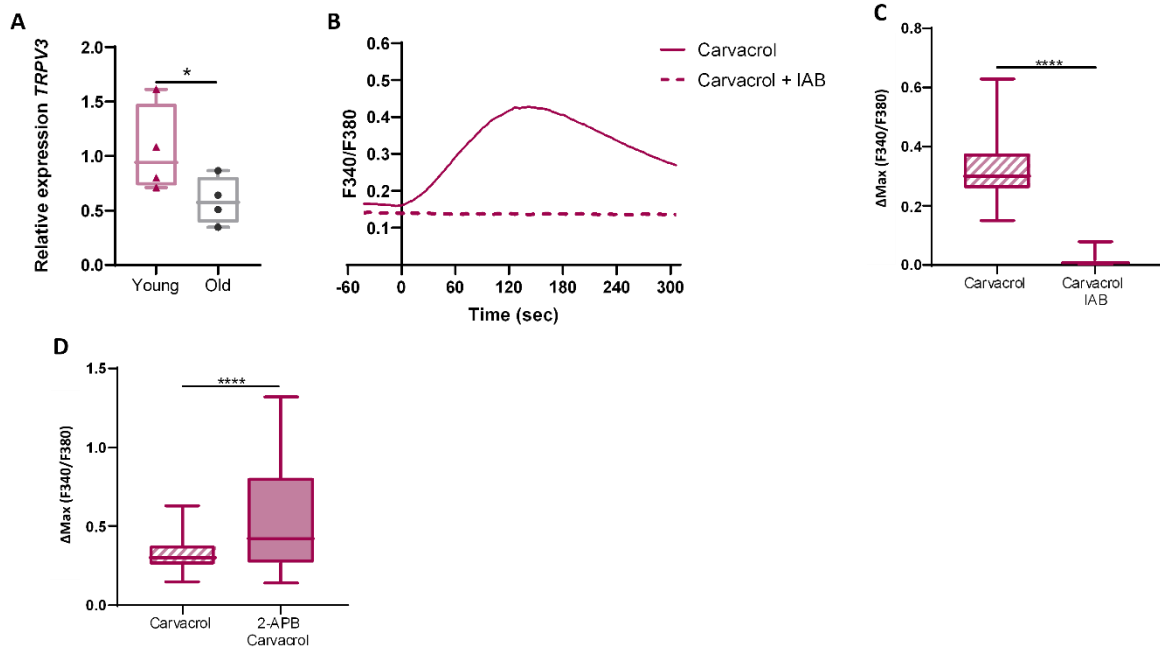 A
Relative expression TRPV3
2.0
1.5
1.0
0.5
0.0
*
Young
Old
B
F340/F380
0.6
0.5
0.4
0.3
0.2
0.1
-60
0
60
120
180
240
300
Time (sec)
Carvacrol
Carvacrol + IAB
C
ΔMax (F340/F380)
0.8
0.6
0.4
0.2
0.0
****
Carvacrol
Carvacrol
IAB
D
ΔMax (F340/F380)
1.5
1.0
0.5
0.0
****
Carvacrol
2-APB
Carvacrol